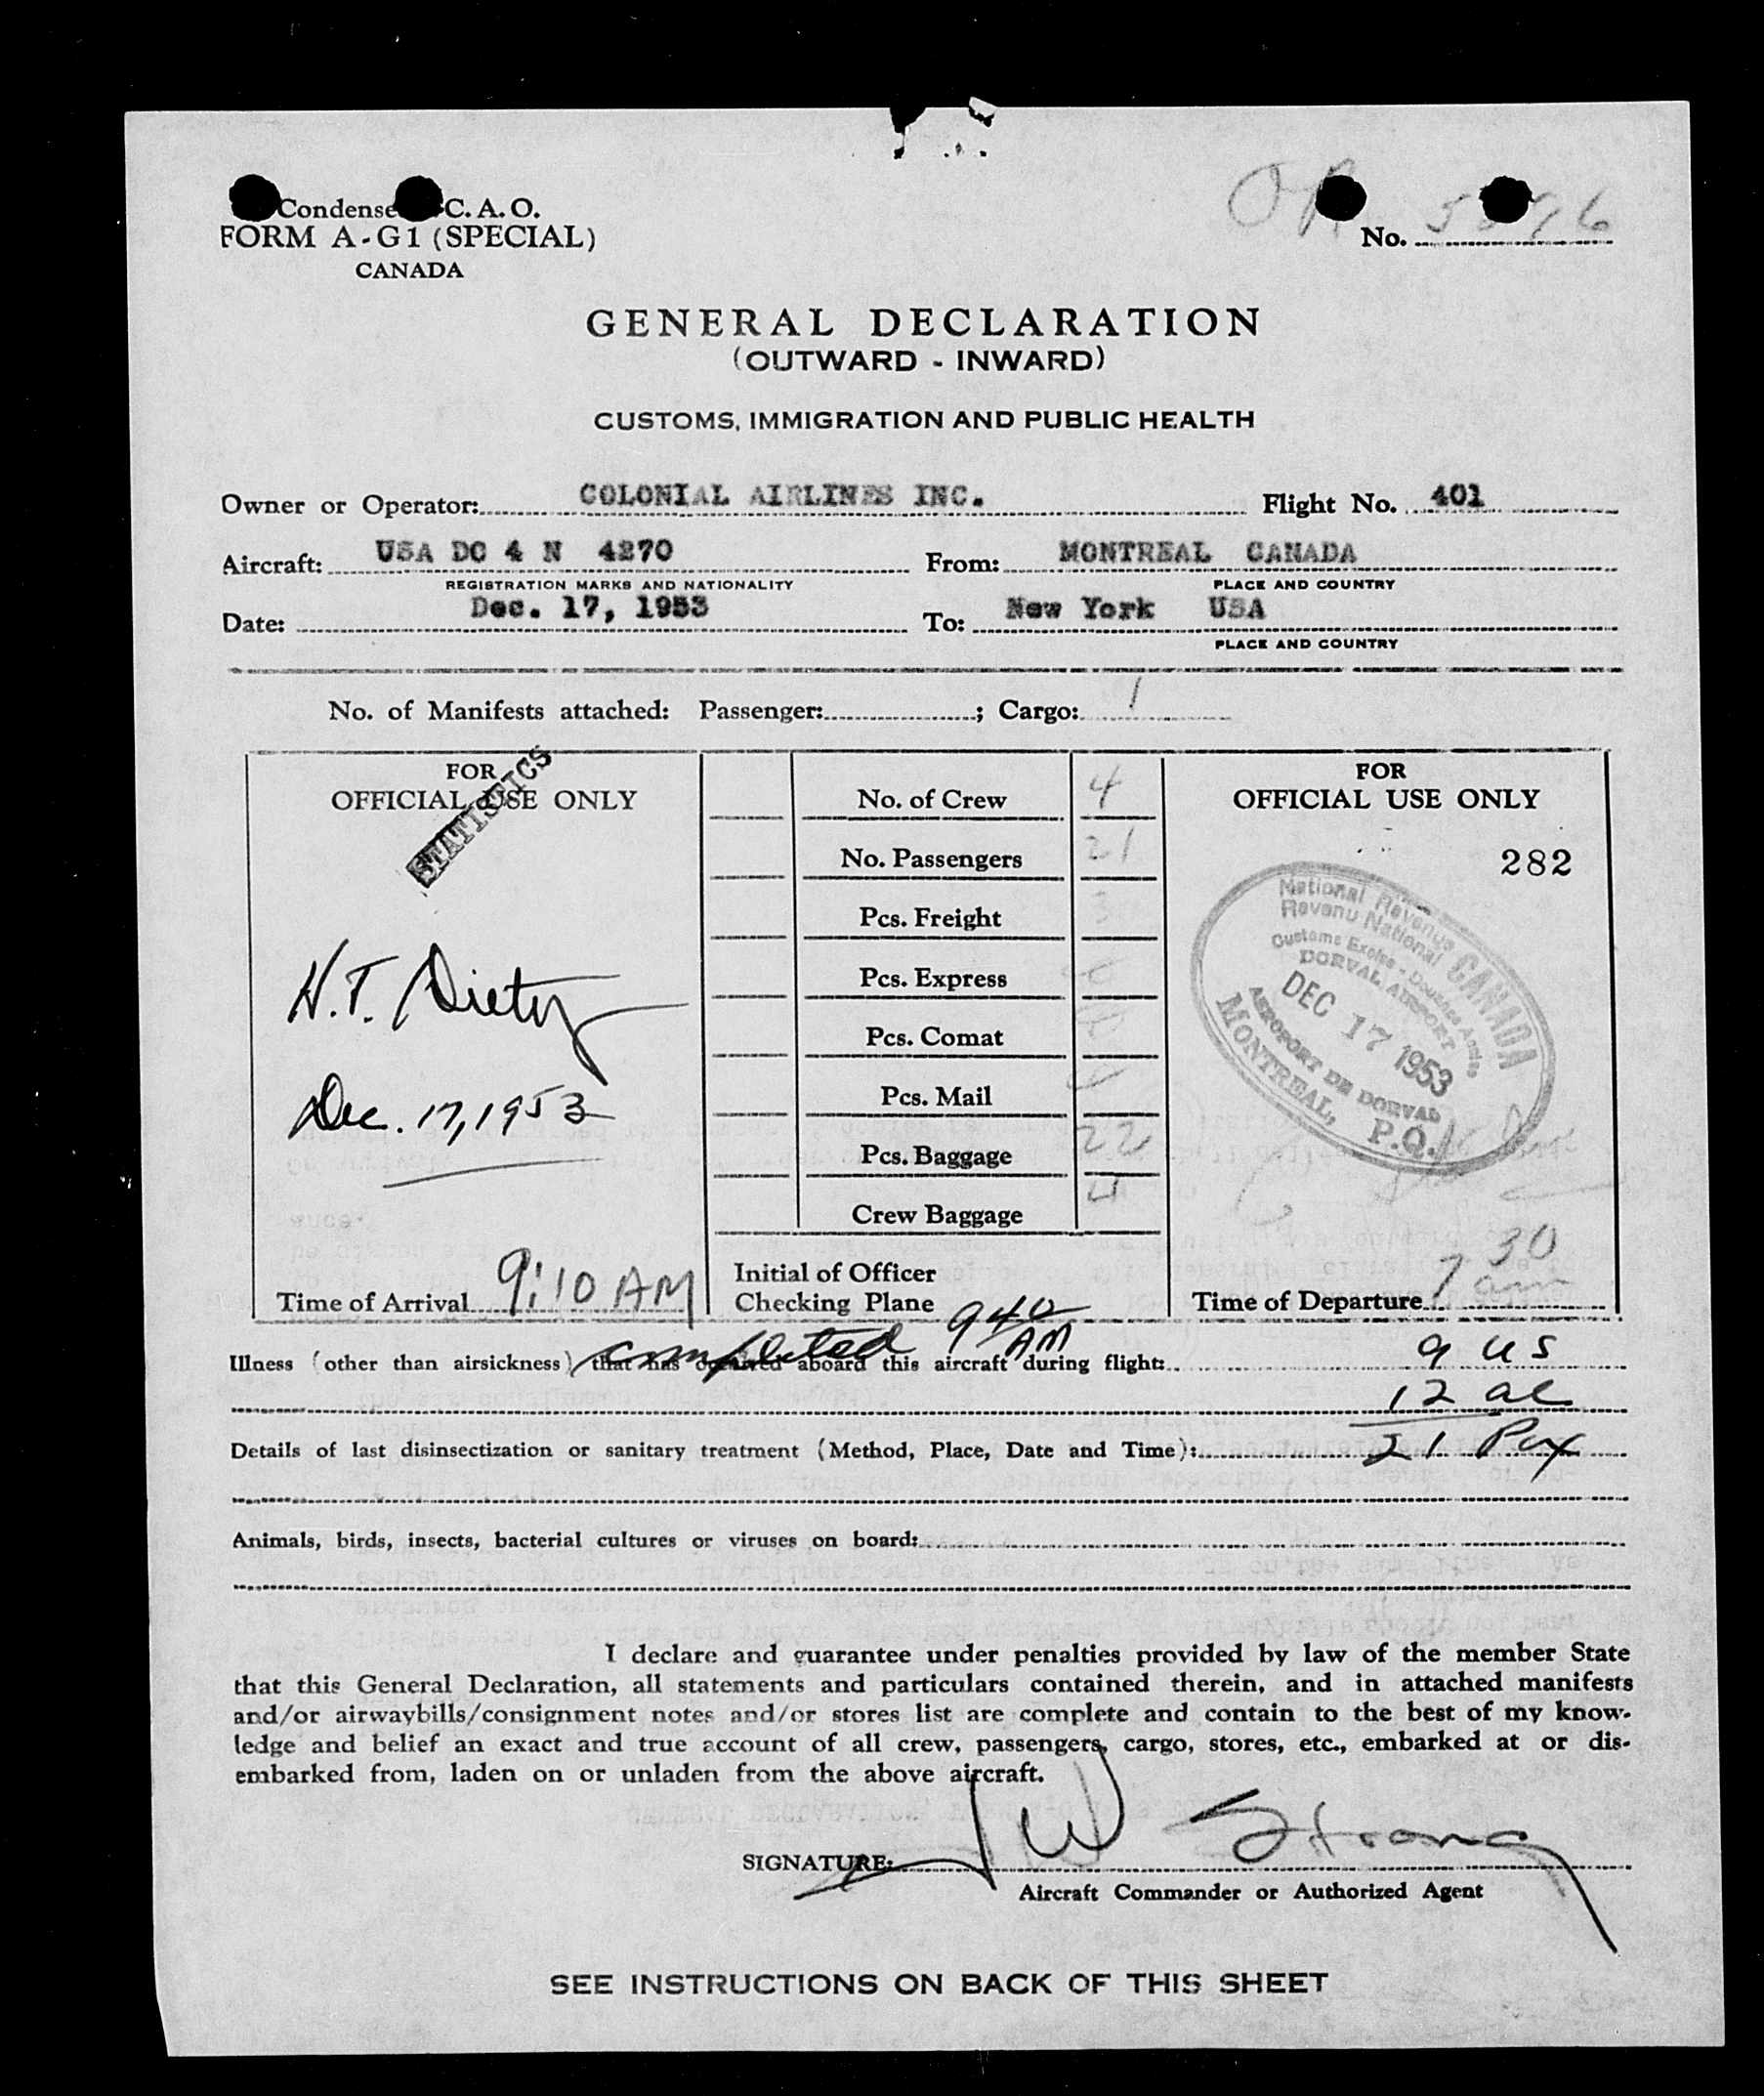 Condense C. A. O.
FORM A-G1 (SPECIAL)
CANADA
No.
GENERAL DECLARATION
(OUTWARD - INWARD)
CUSTOMS, IMMIGRATION AND PUBLIC HEALTH
Owner or Operator: COLONIAL AIRLINES INC. Flight No. 401
Aircraft: USA DC 4 N 4270 From: MONTREAL CANADA
REGISTRATION MARKS AND NATIONALITY PLACE AND COUNTRY
Date: Dec. 17, 1953 To: New York USA
PLACE AND COUNTRY
No. of Manifests attached: Passenger: ; Cargo: 1
FOR
OFFICIAL USE ONLY
STATISTICS
H.T. Dietz
Dec. 17, 1953
Time of Arrival 9:10 AM
No. of Crew 4
No. Passengers 21
Pcs. Freight 3
Pcs. Express
Pcs. Comat
Pcs. Mail
Pcs. Baggage 22
Crew Baggage 4
Initial of Officer
Checking Plane
FOR
OFFICIAL USE ONLY
282
National Revenue
Revenu National
CANADA
Customs Excise - Douanes Accise
DORVAL AIRPORT
DEC 17 1953
AEROPORT DE DORVAL
MONTREAL, P.Q.
Time of Departure 7 30 am
completed 940 AM
Illness (other than airsickness) that has occurred aboard this aircraft during flight: 9 US
12 al
Details of last disinsectization or sanitary treatment (Method, Place, Date and Time): 21 Pax
Animals, birds, insects, bacterial cultures or viruses on board:
I declare and guarantee under penalties provided by law of the member State
that this General Declaration, all statements and particulars contained therein, and in attached manifests
and/or airwaybills/consignment notes and/or stores list are complete and contain to the best of my know-
ledge and belief an exact and true account of all crew, passengers, cargo, stores, etc., embarked at or dis-
embarked from, laden on or unladen from the above aircraft.
SIGNATURE: JW Strong
Aircraft Commander or Authorized Agent
SEE INSTRUCTIONS ON BACK OF THIS SHEET